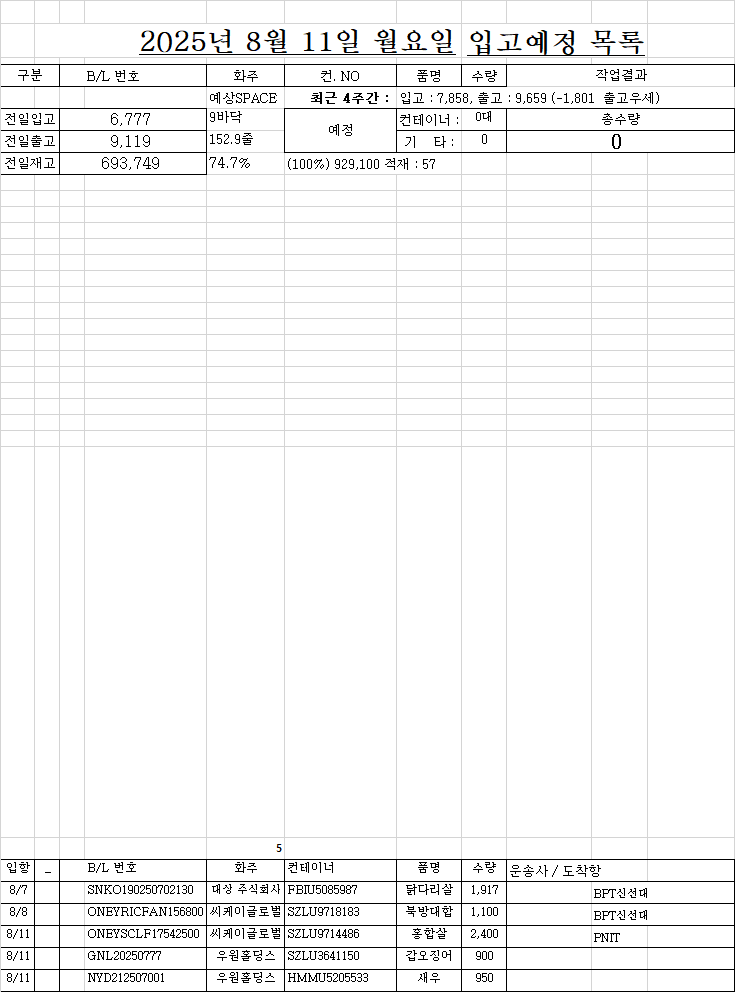 2025년 8월 11일 월요일 입고예정 목록
구분 B/L 번호 화주 컨. NO 품명 수량 작업결과
예상SPACE 최근 4주간 : 입고 : 7,858, 출고 : 9,659 (-1,801 출고우세)
전일입고 6,777 9바닥 예정 컨테이너 : 0대 총수량
전일출고 9,119 152.9줄 기 타 : 0 0
전일재고 693,749 74.7% (100%) 929,100 적재 : 57
5
입항 _ B/L 번호 화주 컨테이너 품명 수량 운송사 / 도착항
8/7 SNKO190250702130 대상 주식회사 FBIU5085987 닭다리살 1,917 BPT신선대
8/8 ONEYRICFAN156800 씨케이글로벌 SZLU9718183 북방대합 1,100 BPT신선대
8/11 ONEYSCLF17542500 씨케이글로벌 SZLU9714486 홍합살 2,400 PNIT
8/11 GNL20250777 우원홀딩스 SZLU3641150 갑오징어 900
8/11 NYD212507001 우원홀딩스 HMMU5205533 새우 950